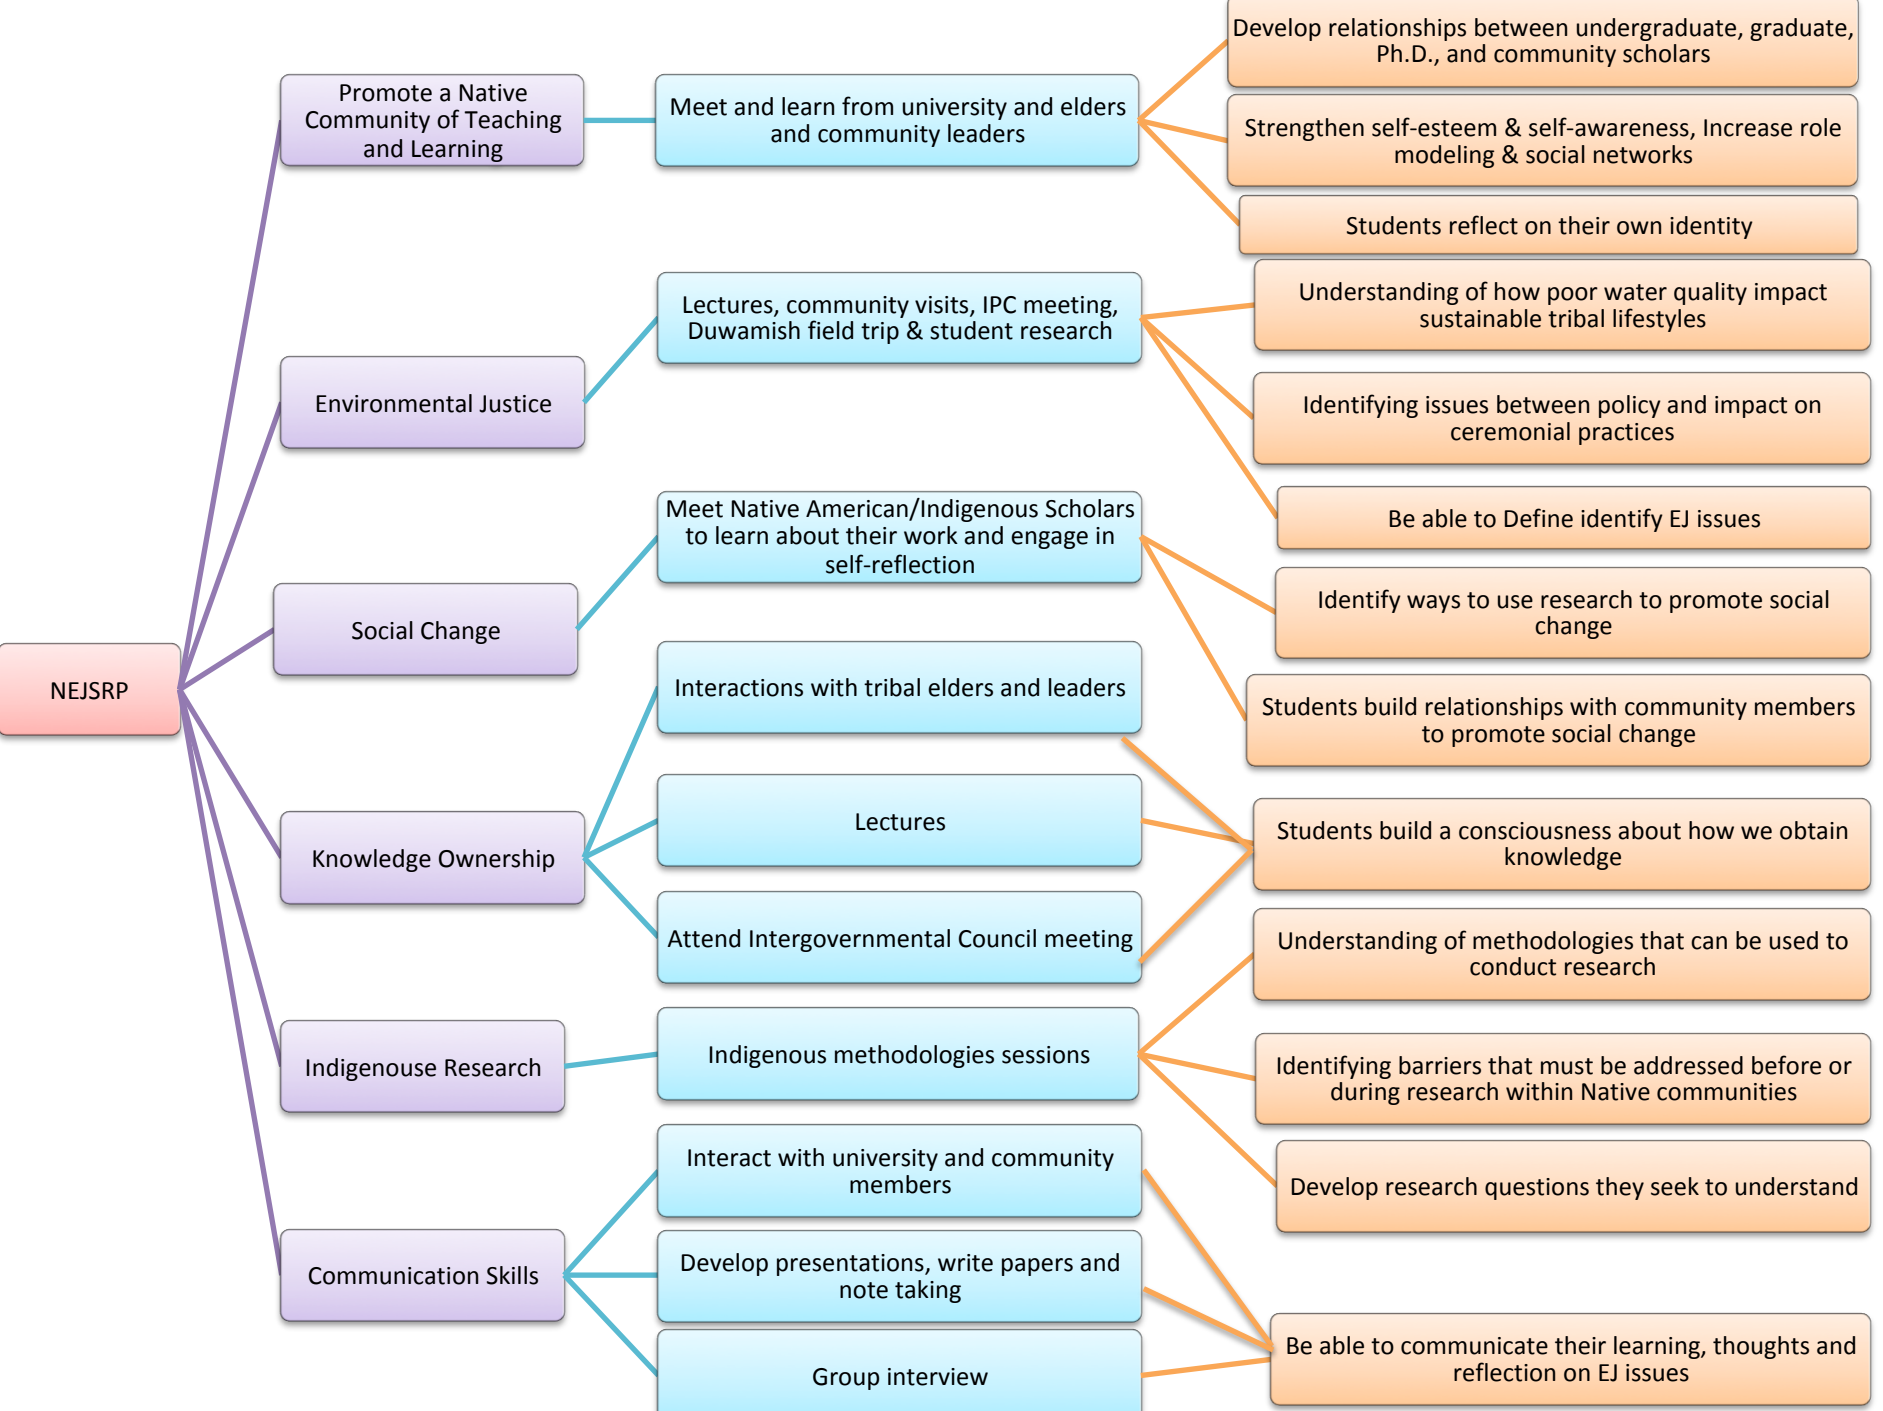 NEJSRP
Promote a Native
Community of Teaching
and Learning
Meet and learn from university and elders
and community leaders
Develop relationships between undergraduate, graduate,
Ph.D., and community scholars
Strengthen self-esteem & self-awareness, Increase role
modeling & social networks
Students reflect on their own identity
Environmental Justice
Lectures, community visits, IPC meeting,
Duwamish field trip & student research
Understanding of how poor water quality impact
sustainable tribal lifestyles
Identifying issues between policy and impact on
ceremonial practices
Be able to Define identify EJ issues
Social Change
Meet Native American/Indigenous Scholars
to learn about their work and engage in
self-reflection
Identify ways to use research to promote social
change
Students build relationships with community members
to promote social change
Knowledge Ownership
Interactions with tribal elders and leaders
Lectures
Attend Intergovernmental Council meeting
Students build a consciousness about how we obtain
knowledge
Indigenouse Research
Indigenous methodologies sessions
Understanding of methodologies that can be used to
conduct research
Identifying barriers that must be addressed before or
during research within Native communities
Develop research questions they seek to understand
Communication Skills
Interact with university and community
members
Develop presentations, write papers and
note taking
Group interview
Be able to communicate their learning, thoughts and
reflection on EJ issues